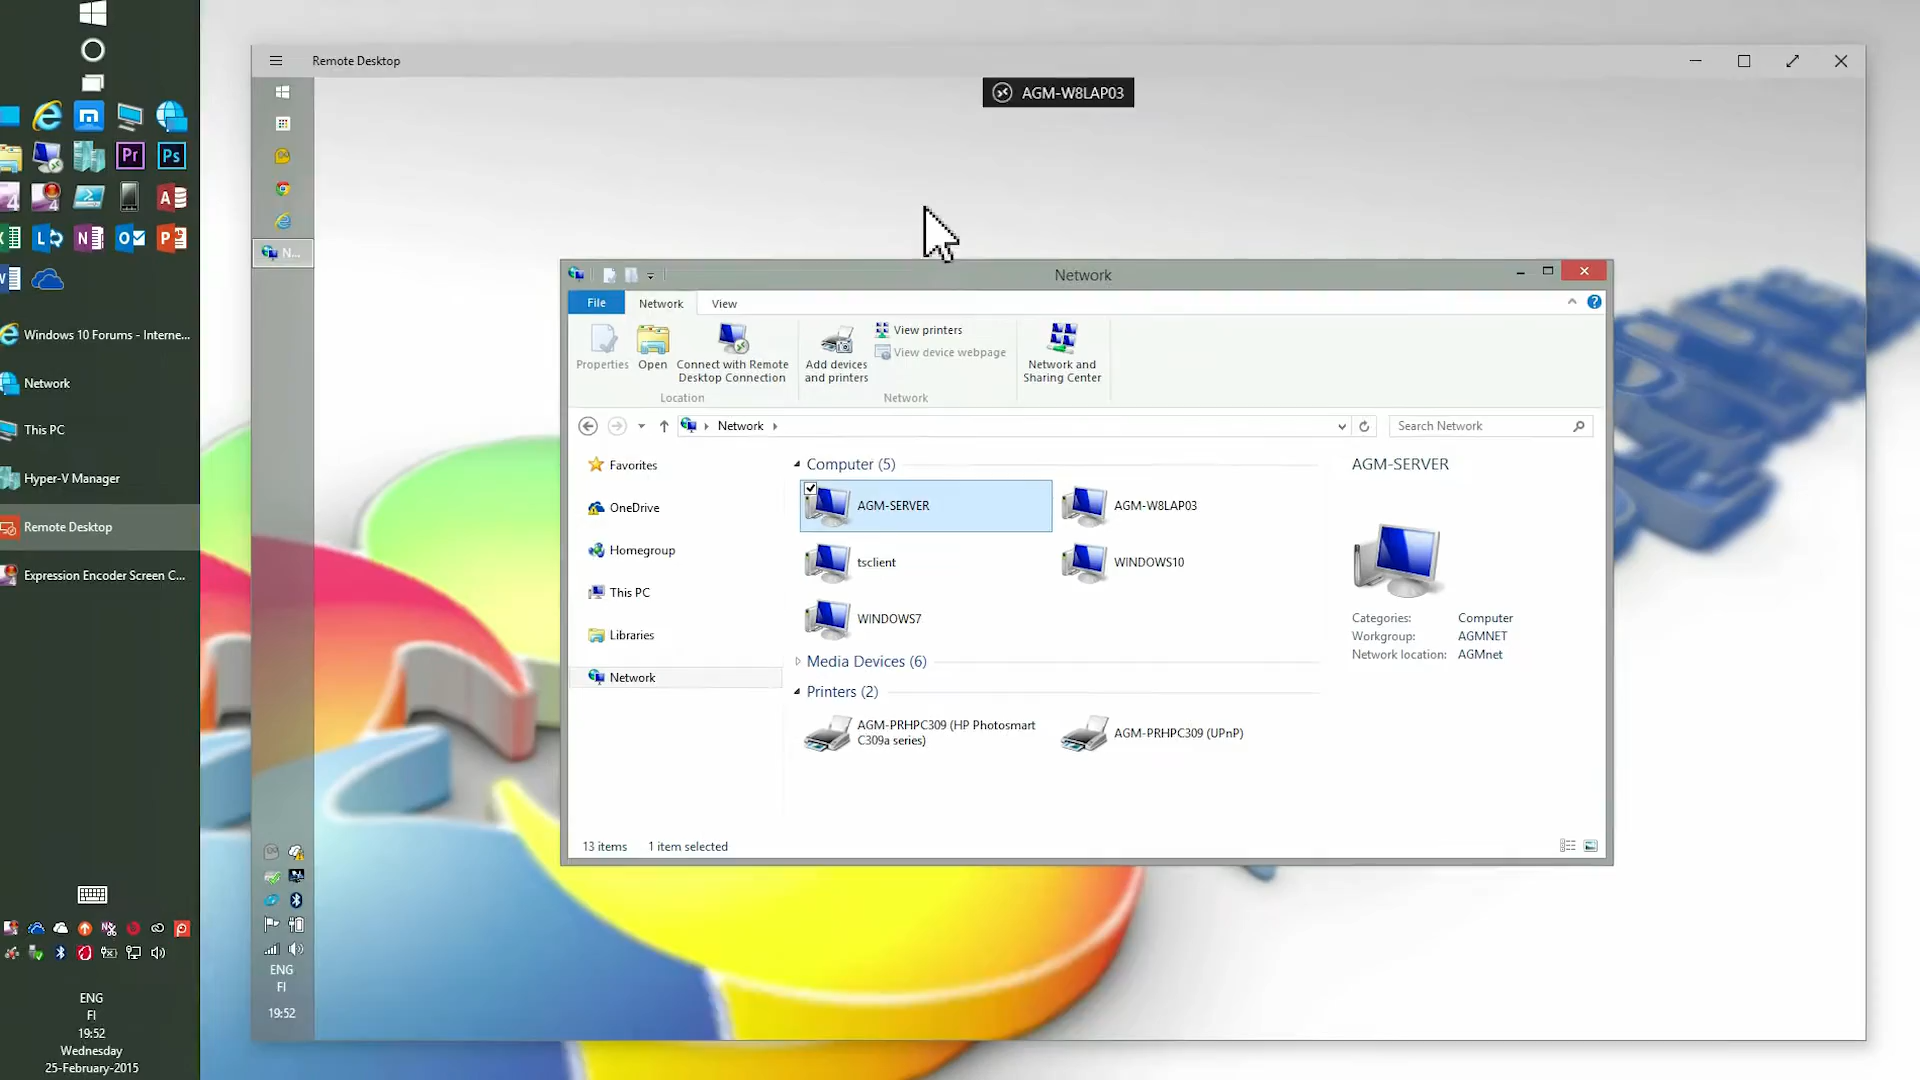 Remote Desktop
AGM-W8LAP03
N...
Pr
Ps
Windows 10 Forums - Interne...
Network
This PC
Hyper-V Manager
Remote Desktop
Expression Encoder Screen C...
ENG
FI
19:52
Wednesday
25-February-2015
ENG
FI
19:52
Network
File
Network
View
Properties
Open
Connect with Remote
Desktop Connection
Location
Add devices
and printers
View printers
View device webpage
Network
Network and
Sharing Center
Network
Search Network
Favorites
OneDrive
Homegroup
This PC
Libraries
Network
Computer (5)
AGM-SERVER
AGM-W8LAP03
tsclient
WINDOWS10
WINDOWS7
Media Devices (6)
Printers (2)
AGM-PRHPC309 (HP Photosmart
C309a series)
AGM-PRHPC309 (UPnP)
AGM-SERVER
Categories: Computer
Workgroup: AGMNET
Network location: AGMnet
13 items 1 item selected